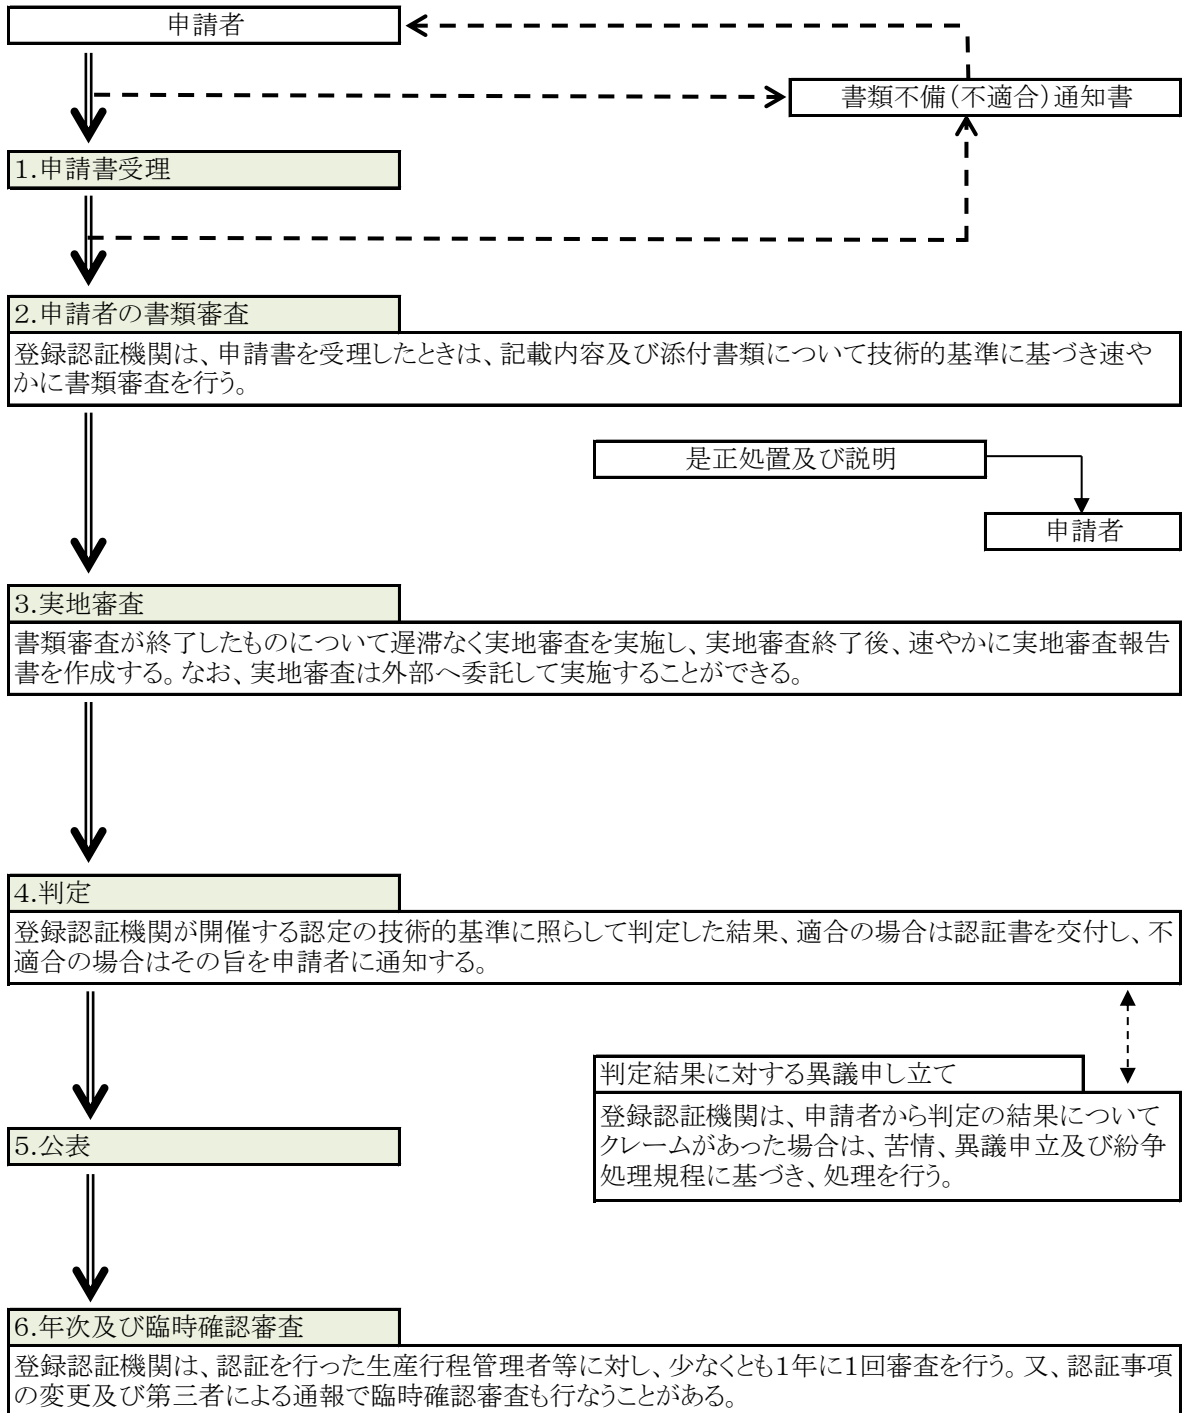 申請者
書類不備(不適合)通知書
1.申請書受理
2.申請者の書類審査
登録認証機関は、申請書を受理したときは、記載内容及び添付書類について技術的基準に基づき速や
かに書類審査を行う。
是正処置及び説明
申請者
3.実地審査
書類審査が終了したものについて遅滞なく実地審査を実施し、実地審査終了後、速やかに実地審査報告
書を作成する。なお、実地審査は外部へ委託して実施することができる。
4.判定
登録認証機関が開催する認定の技術的基準に照らして判定した結果、適合の場合は認証書を交付し、不
適合の場合はその旨を申請者に通知する。
判定結果に対する異議申し立て
登録認証機関は、申請者から判定の結果について
クレームがあった場合は、苦情、異議申立及び紛争
処理規程に基づき、処理を行う。
5.公表
6.年次及び臨時確認審査
登録認証機関は、認証を行った生産行程管理者等に対し、少なくとも1年に1回審査を行う。又、認証事項
の変更及び第三者による通報で臨時確認審査も行なうことがある。